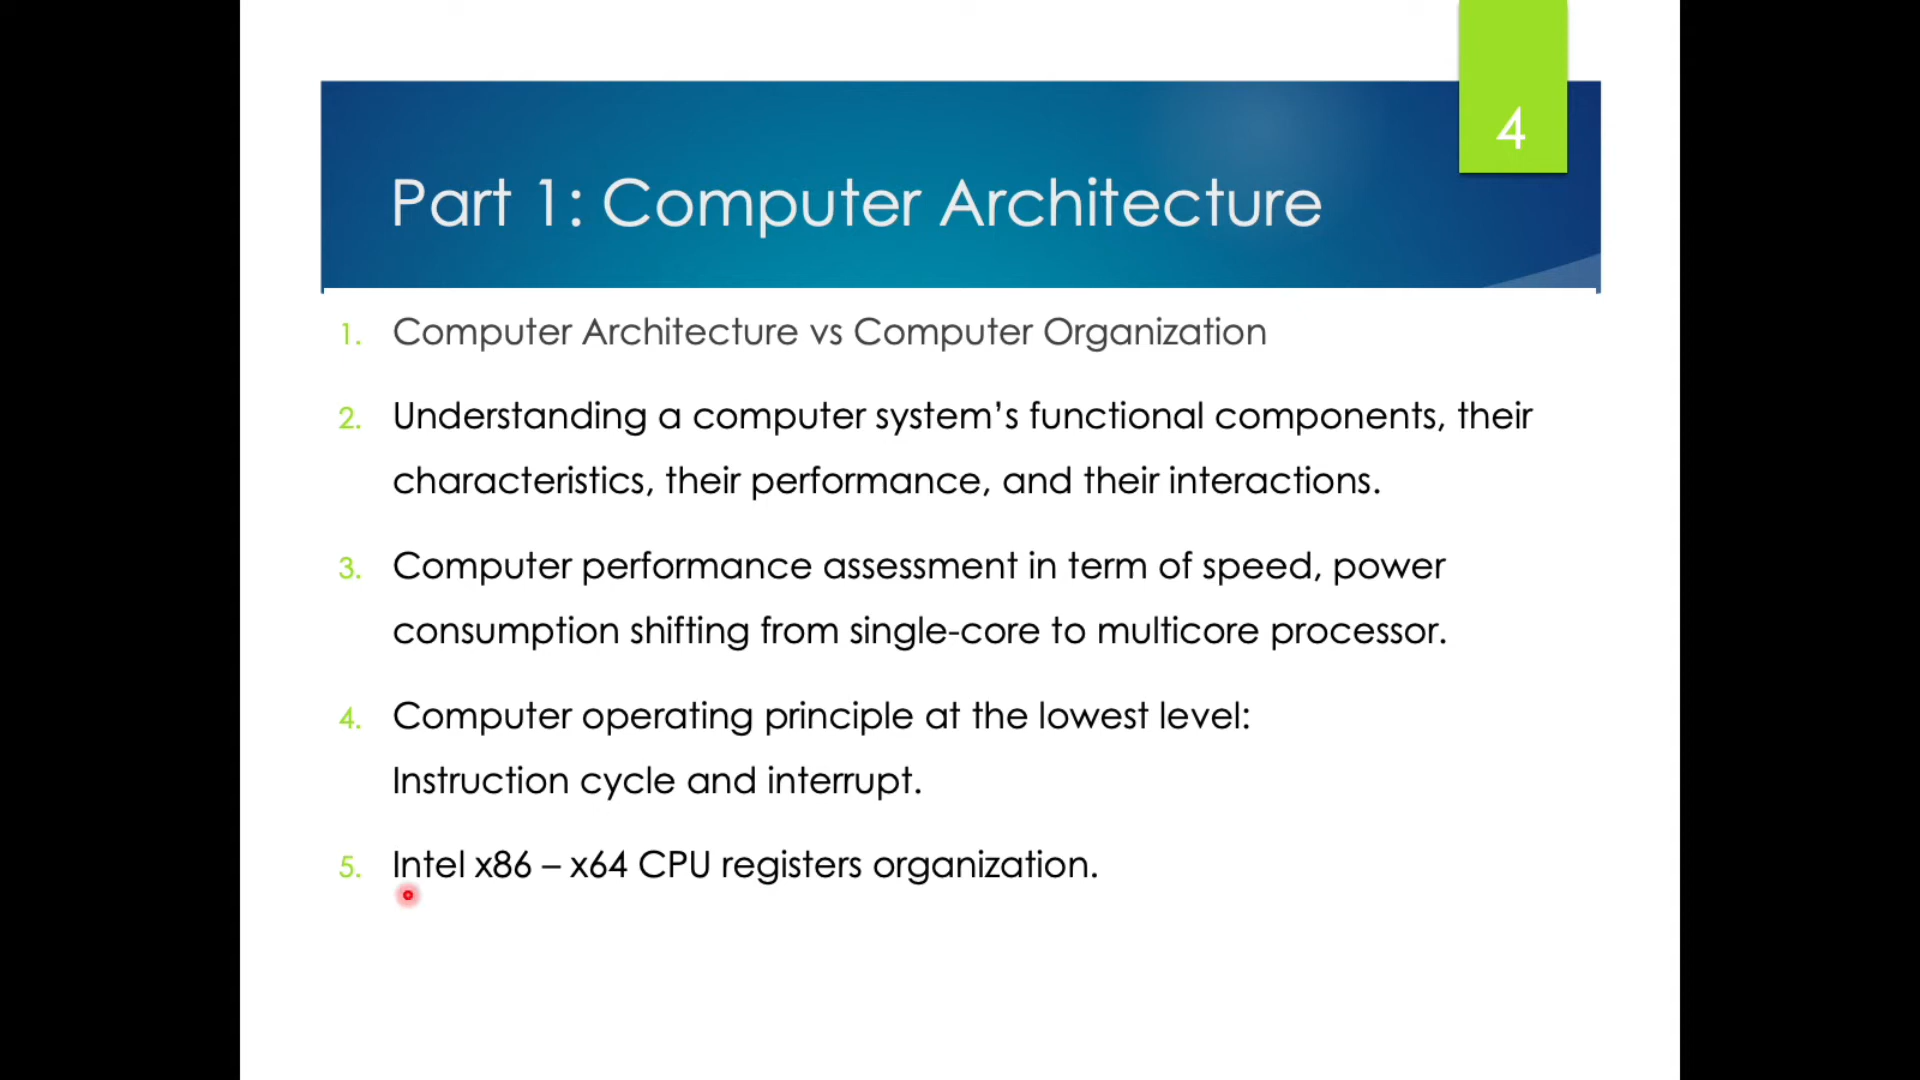 4
Part 1: Computer Architecture
1. Computer Architecture vs Computer Organization
2. Understanding a computer system’s functional components, their
characteristics, their performance, and their interactions.
3. Computer performance assessment in term of speed, power
consumption shifting from single-core to multicore processor.
4. Computer operating principle at the lowest level:
Instruction cycle and interrupt.
5. Intel x86 – x64 CPU registers organization.